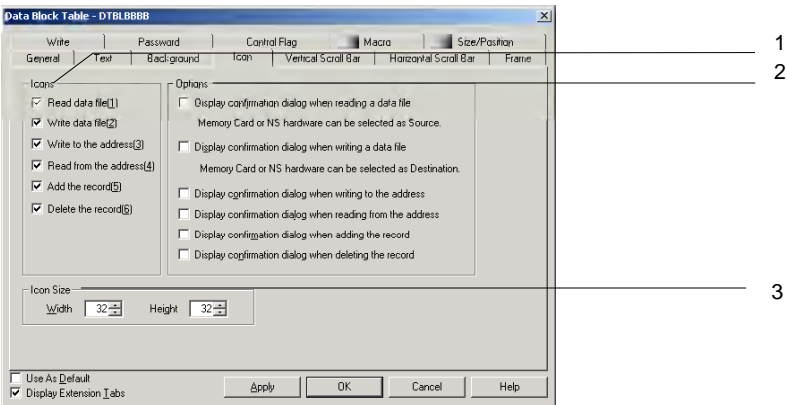 Data Block Table - DTBLBBBB
Write Password Control Flag Macro Size/Position
General Text Background Icon Vertical Scroll Bar Horizontal Scroll Bar Frame
1
2
Icons
Read data file(1)
Write data file(2)
Write to the address(3)
Read from the address(4)
Add the record(5)
Delete the record(6)
Options
Display confirmation dialog when reading a data file
Memory Card or NS hardware can be selected as Source.
Display confirmation dialog when writing a data file
Memory Card or NS hardware can be selected as Destination.
Display confirmation dialog when writing to the address
Display confirmation dialog when reading from the address
Display confirmation dialog when adding the record
Display confirmation dialog when deleting the record
Icon Size
3
Width 32 Height 32
Use As Default
Display Extension Tabs
Apply OK Cancel Help